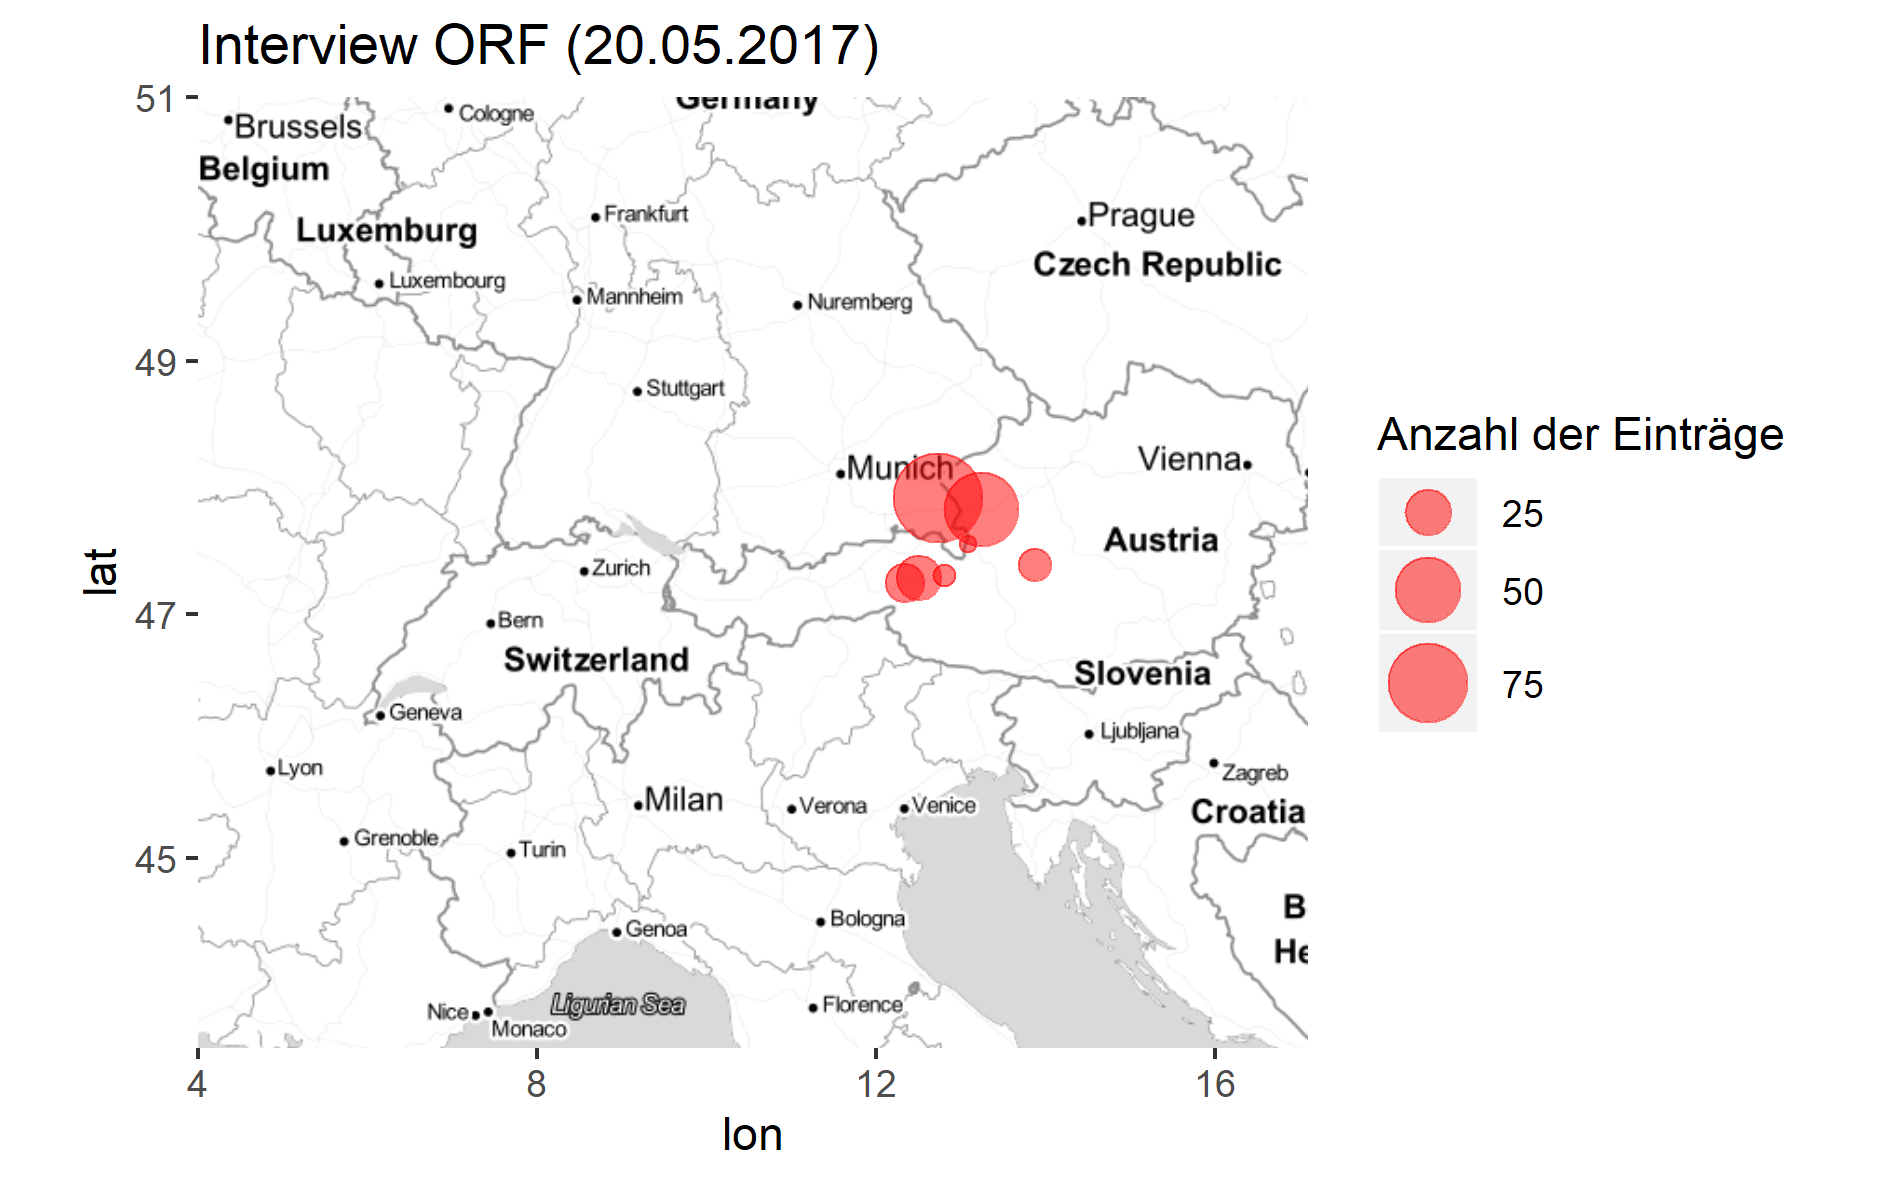 Interview ORF (20.05.2017)
51
49
47
45
lat
4
8
12
16
lon
Germany
Cologne
Brussels
Belgium
Luxemburg
Luxembourg
Frankfurt
Mannheim
Nuremberg
Prague
Czech Republic
Stuttgart
Munich
Vienna
Austria
Zurich
Bern
Switzerland
Slovenia
Geneva
Ljubljana
Lyon
Zagreb
Milan
Verona
Venice
Croatia
Grenoble
Turin
B
He
Bologna
Genoa
Ligurian Sea
Florence
Nice
Monaco
Anzahl der Einträge
25
50
75